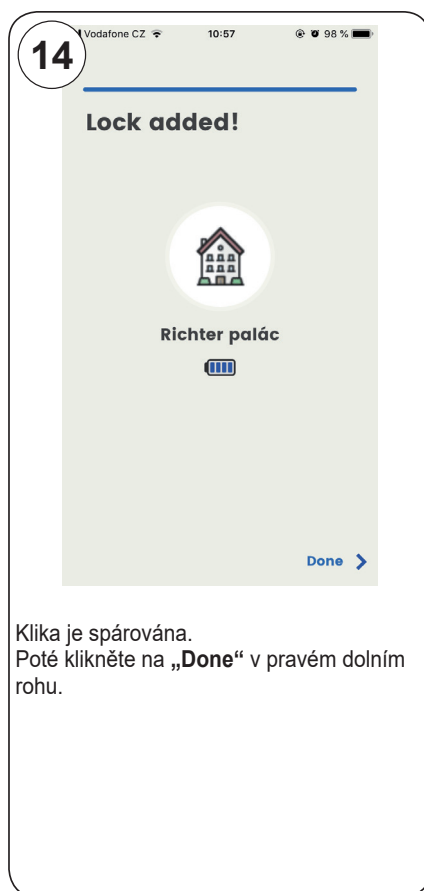 14
Vodafone CZ 10:57 98 %
Lock added!
Richter palác
Done
Klika je spárována.
Poté klikněte na „Done“ v pravém dolním
rohu.